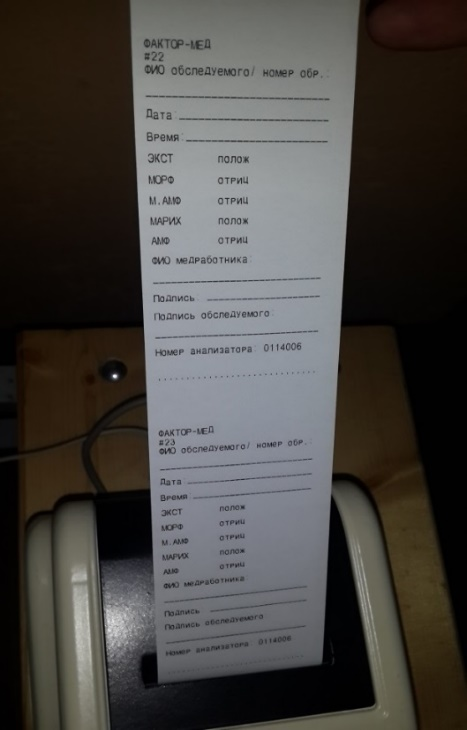 ФАКТОР-МЕД
#22
ФИО обследуемого/ номер обр.:
Дата:
Время:
ЭКСТ полож
МОРФ отриц
М.АМФ отриц
МАРИХ полож
АМФ отриц
ФИО медработника:
Подпись
Подпись обследуемого:
Номер анализатора: 0114006
ФАКТОР-МЕД
#23
ФИО обследуемого/ номер обр.:
Дата
Время
ЭКСТ полож
МОРФ отриц
М.АМФ отриц
МАРИХ полож
АМФ отриц
ФИО медработника
Подпись
Подпись обследуемого
Номер анализатора: 0114006